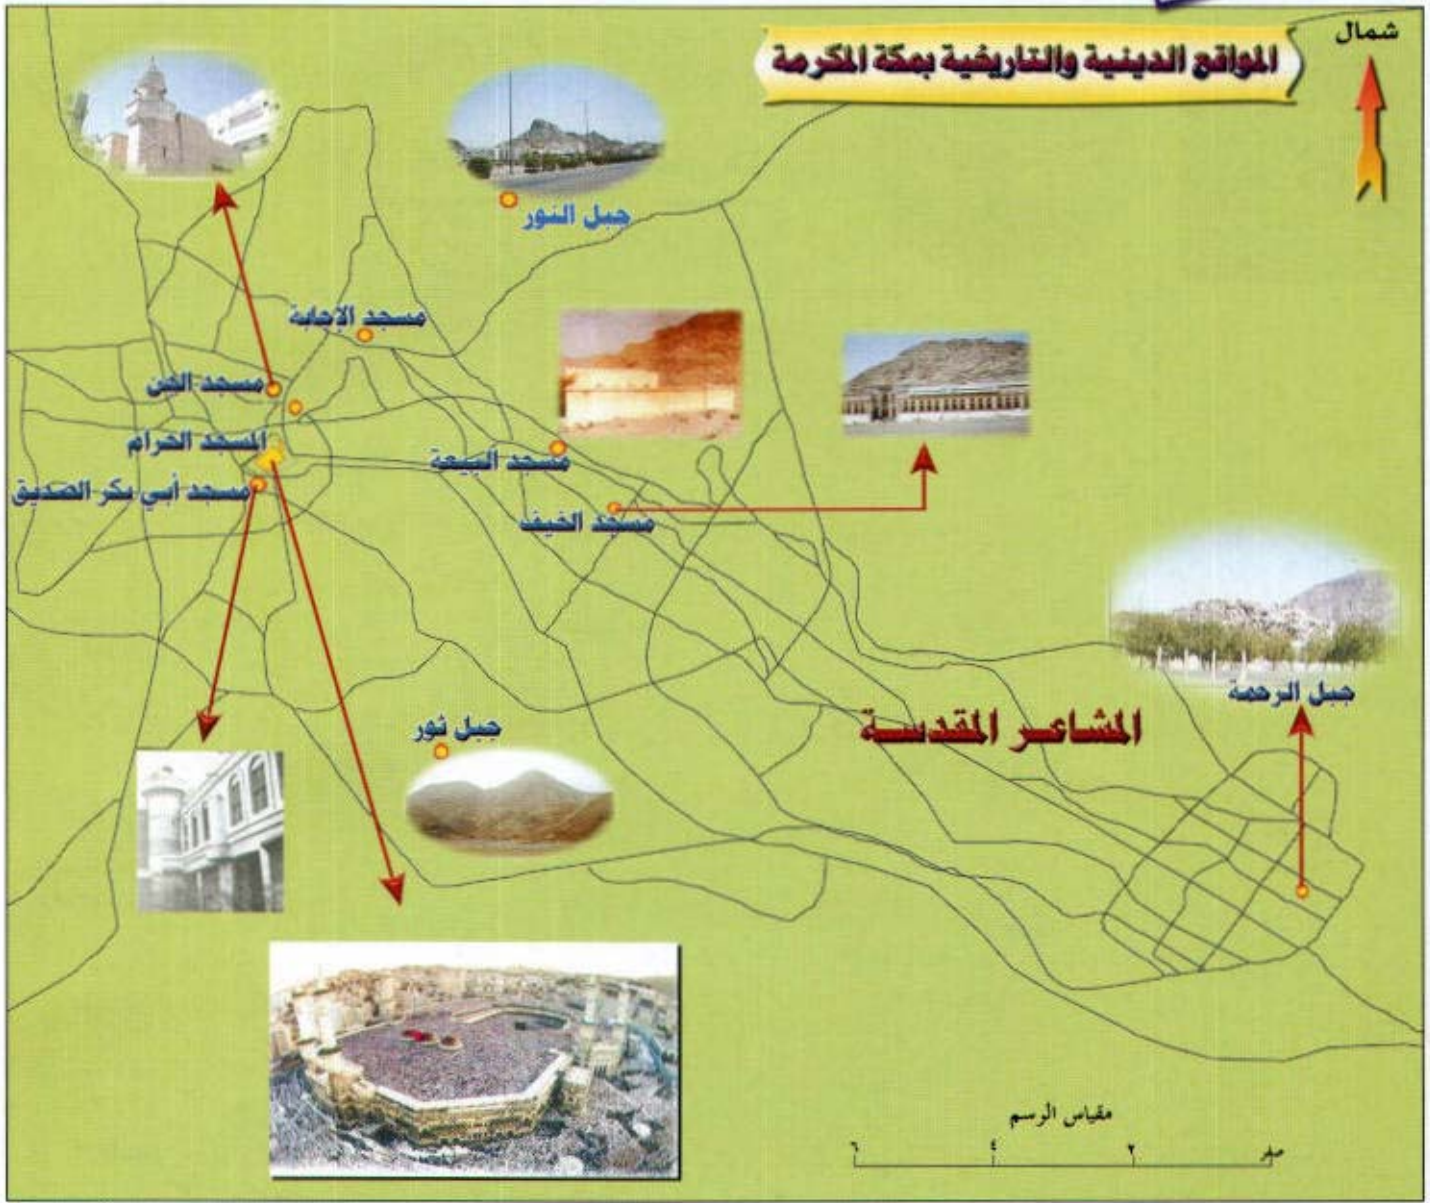 شمال
المواقع الدينية والتاريخية بمكة المكرمة
جبل النور
مسجد الإجابة
مسجد الجن
المسجد الحرام
مسجد البيعة
مسجد أبي بكر الصديق
مسجد الخيف
جبل الرحمة
المشاعر المقدسة
جبل ثور
مقياس الرسم
صفر ٢ ٤ ٦